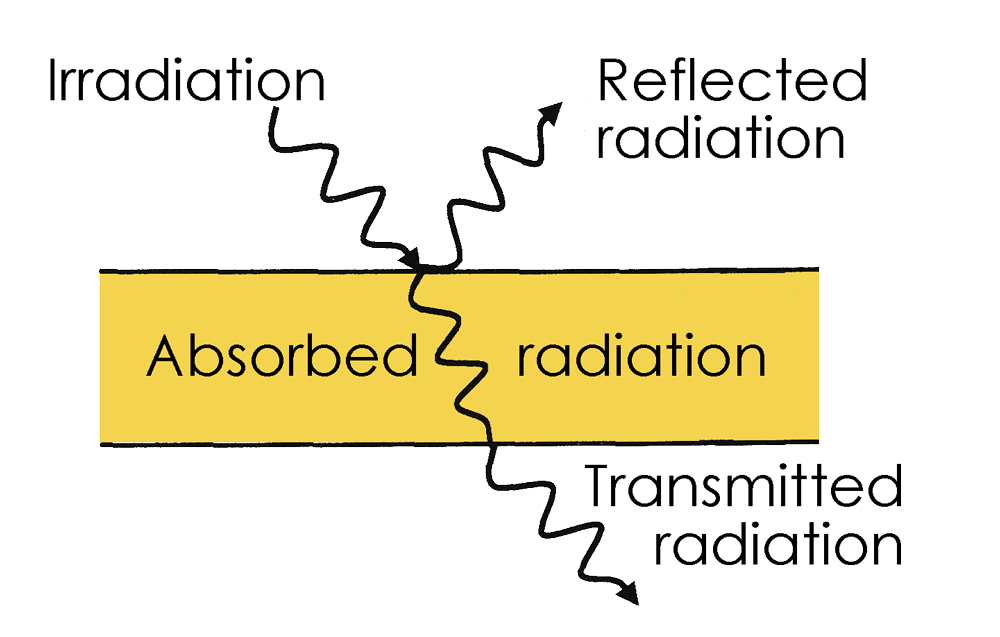 Irradiation
Reflected
radiation
Absorbed radiation
Transmitted
radiation